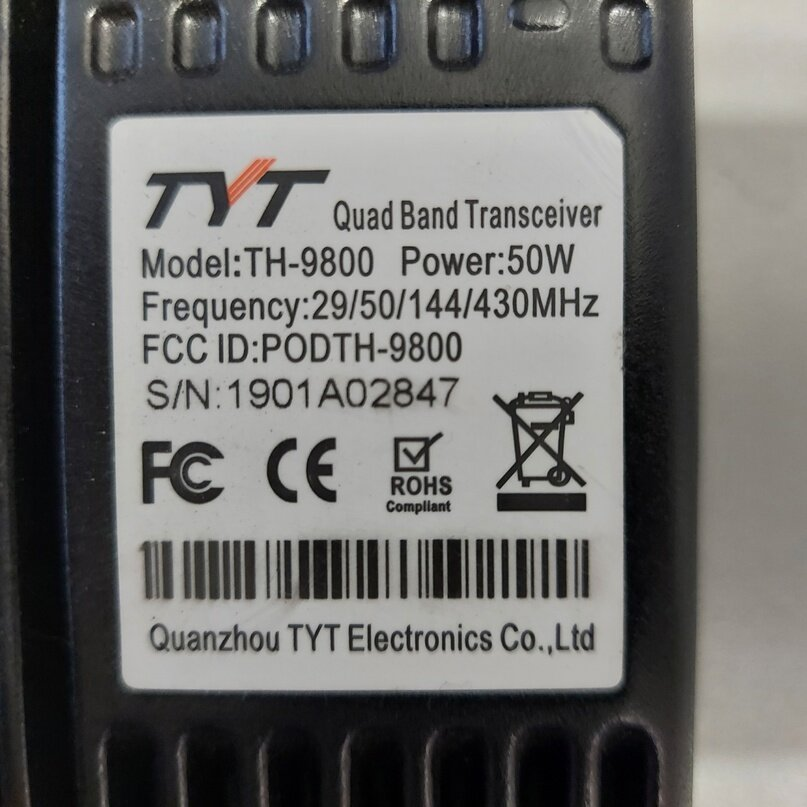 TYT Quad Band Transceiver
Model:TH-9800 Power:50W
Frequency:29/50/144/430MHz
FCC ID:PODTH-9800
S/N:1901A02847
FC CE ROHS
Compliant
Quanzhou TYT Electronics Co.,Ltd